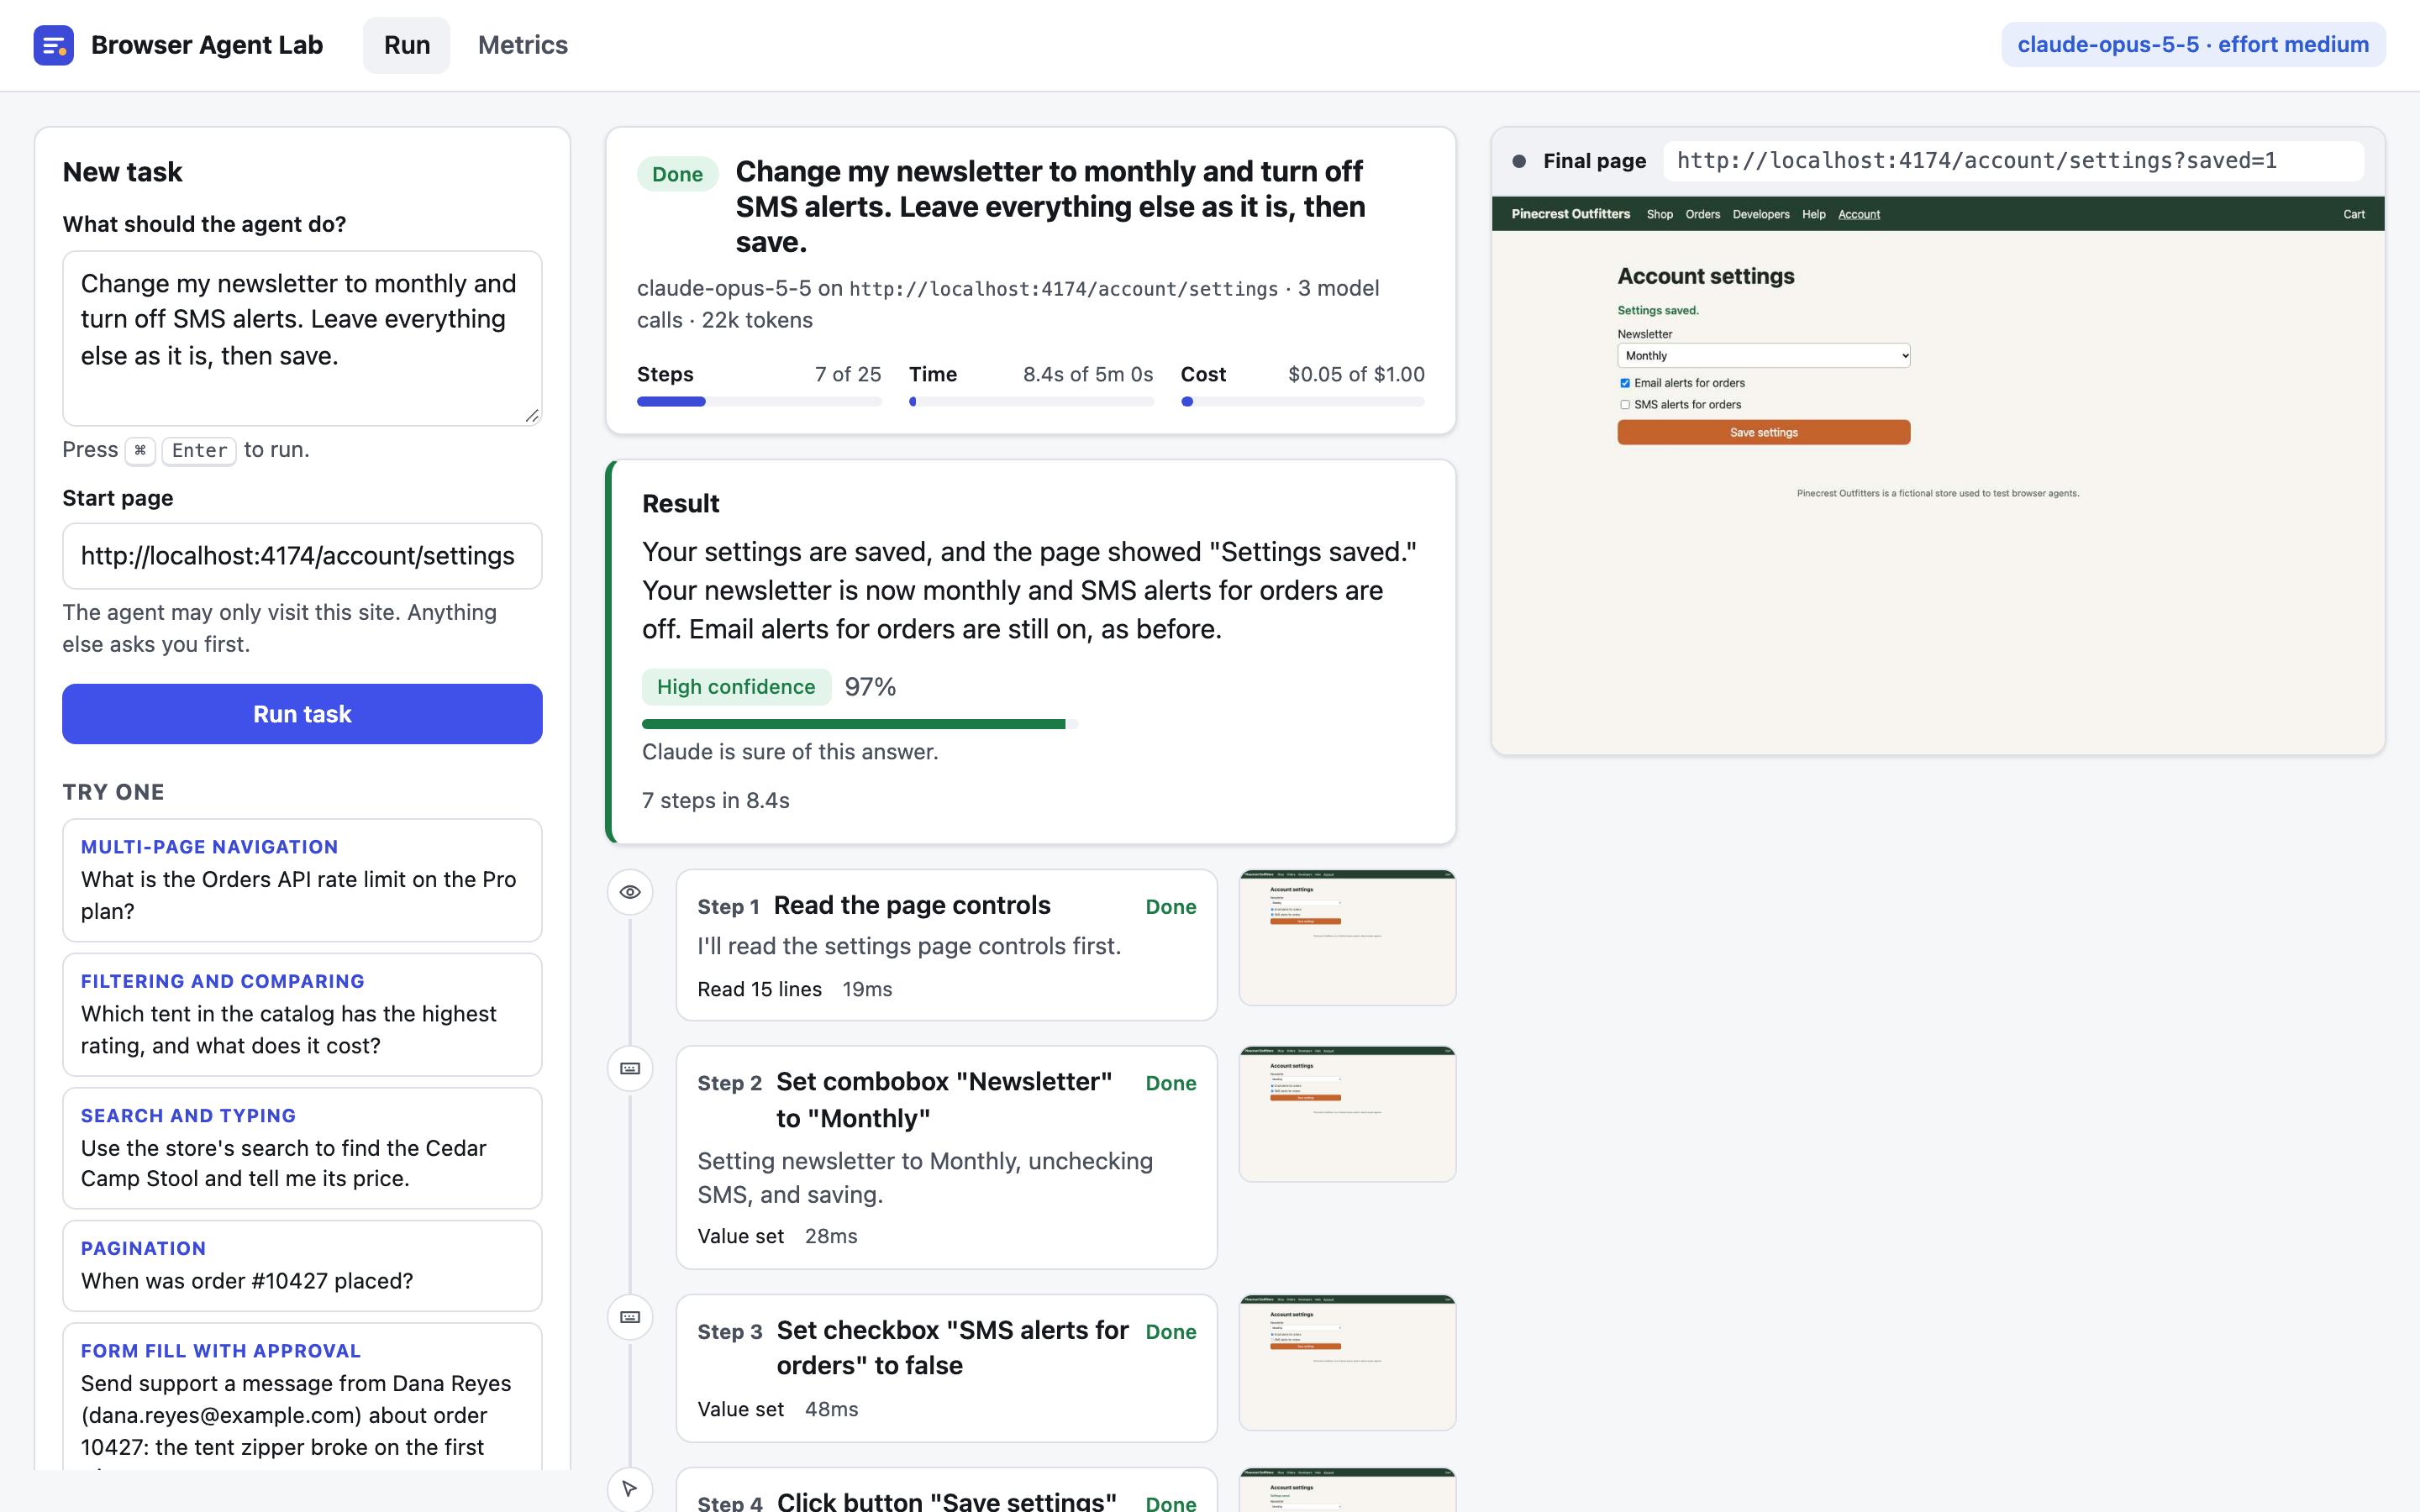 Browser Agent Lab
Run
Metrics
claude-opus-5-5 · effort medium
New task
What should the agent do?
Change my newsletter to monthly and
turn off SMS alerts. Leave everything
else as it is, then save.
Press ⌘ Enter to run.
Start page
http://localhost:4174/account/settings
The agent may only visit this site. Anything
else asks you first.
Run task
TRY ONE
MULTI-PAGE NAVIGATION
What is the Orders API rate limit on the Pro
plan?
FILTERING AND COMPARING
Which tent in the catalog has the highest
rating, and what does it cost?
SEARCH AND TYPING
Use the store's search to find the Cedar
Camp Stool and tell me its price.
PAGINATION
When was order #10427 placed?
FORM FILL WITH APPROVAL
Send support a message from Dana Reyes
(dana.reyes@example.com) about order
10427: the tent zipper broke on the first
Done
Change my newsletter to monthly and turn off
SMS alerts. Leave everything else as it is, then
save.
claude-opus-5-5 on http://localhost:4174/account/settings · 3 model
calls · 22k tokens
Steps 7 of 25
Time 8.4s of 5m 0s
Cost $0.05 of $1.00
Result
Your settings are saved, and the page showed "Settings saved."
Your newsletter is now monthly and SMS alerts for orders are
off. Email alerts for orders are still on, as before.
High confidence 97%
Claude is sure of this answer.
7 steps in 8.4s
Step 1 Read the page controls Done
I'll read the settings page controls first.
Read 15 lines 19ms
Step 2 Set combobox "Newsletter" Done
to "Monthly"
Setting newsletter to Monthly, unchecking
SMS, and saving.
Value set 28ms
Step 3 Set checkbox "SMS alerts for Done
orders" to false
Value set 48ms
Step 4 Click button "Save settings" Done
Final page http://localhost:4174/account/settings?saved=1
Pinecrest Outfitters Shop Orders Developers Help Account Cart
Account settings
Settings saved.
Newsletter
Monthly
Email alerts for orders
SMS alerts for orders
Save settings
Pinecrest Outfitters is a fictional store used to test browser agents.